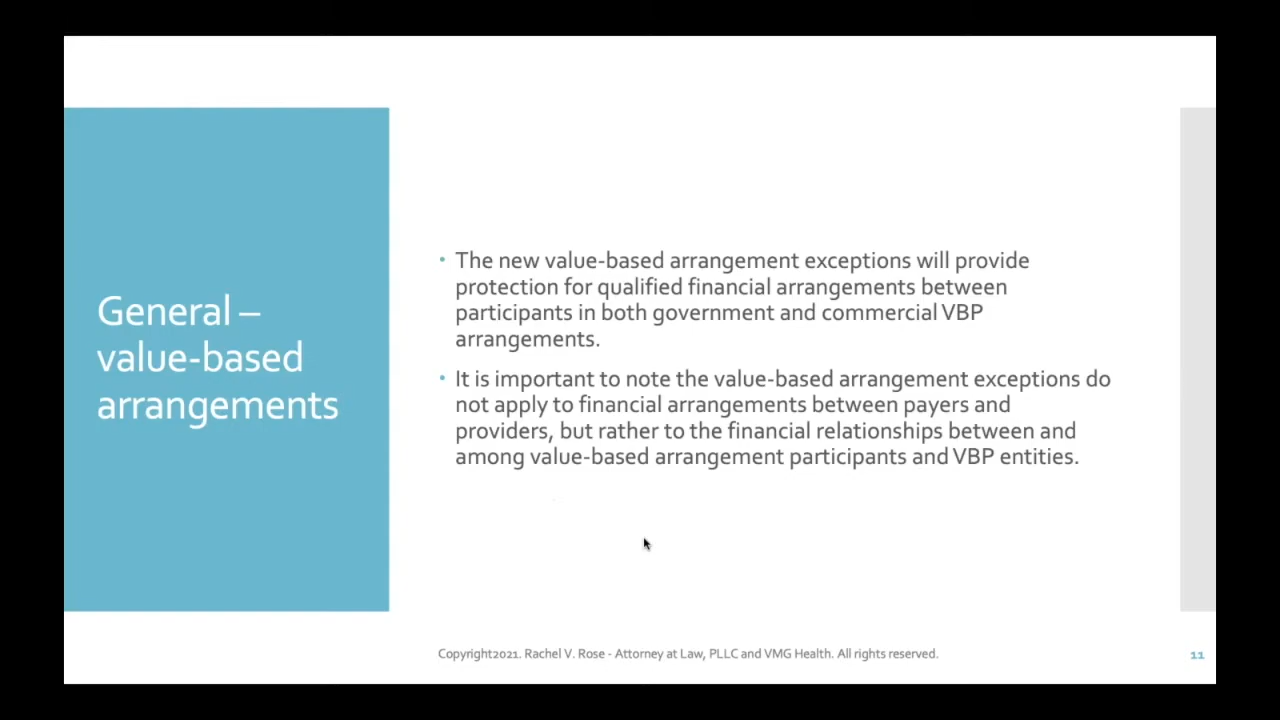 General –
value-based
arrangements
• The new value-based arrangement exceptions will provide
protection for qualified financial arrangements between
participants in both government and commercial VBP
arrangements.
• It is important to note the value-based arrangement exceptions do
not apply to financial arrangements between payers and
providers, but rather to the financial relationships between and
among value-based arrangement participants and VBP entities.
Copyright2021. Rachel V. Rose - Attorney at Law, PLLC and VMG Health. All rights reserved.
11